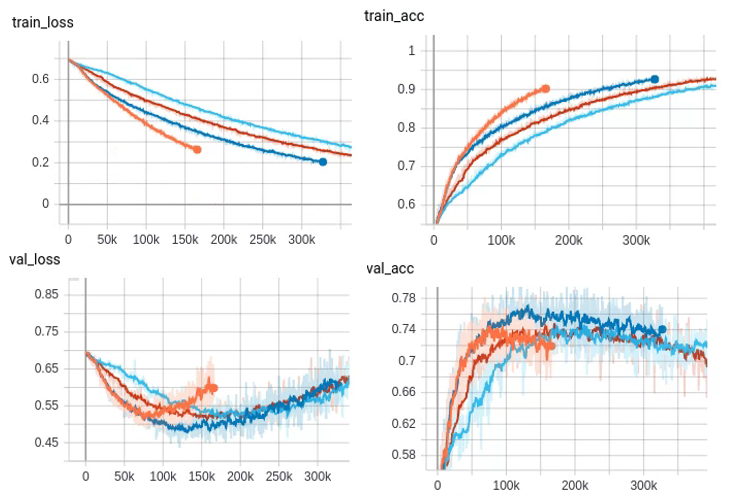 train_loss
train_acc
0.6
0.4
0.2
0
0
50k
100k
150k
200k
250k
300k
1
0.9
0.8
0.7
0.6
0
100k
200k
300k
val_loss
val_acc
0.85
0.75
0.65
0.55
0.45
0
50k
100k
150k
200k
250k
300k
0.78
0.74
0.7
0.66
0.62
0.58
0
100k
200k
300k